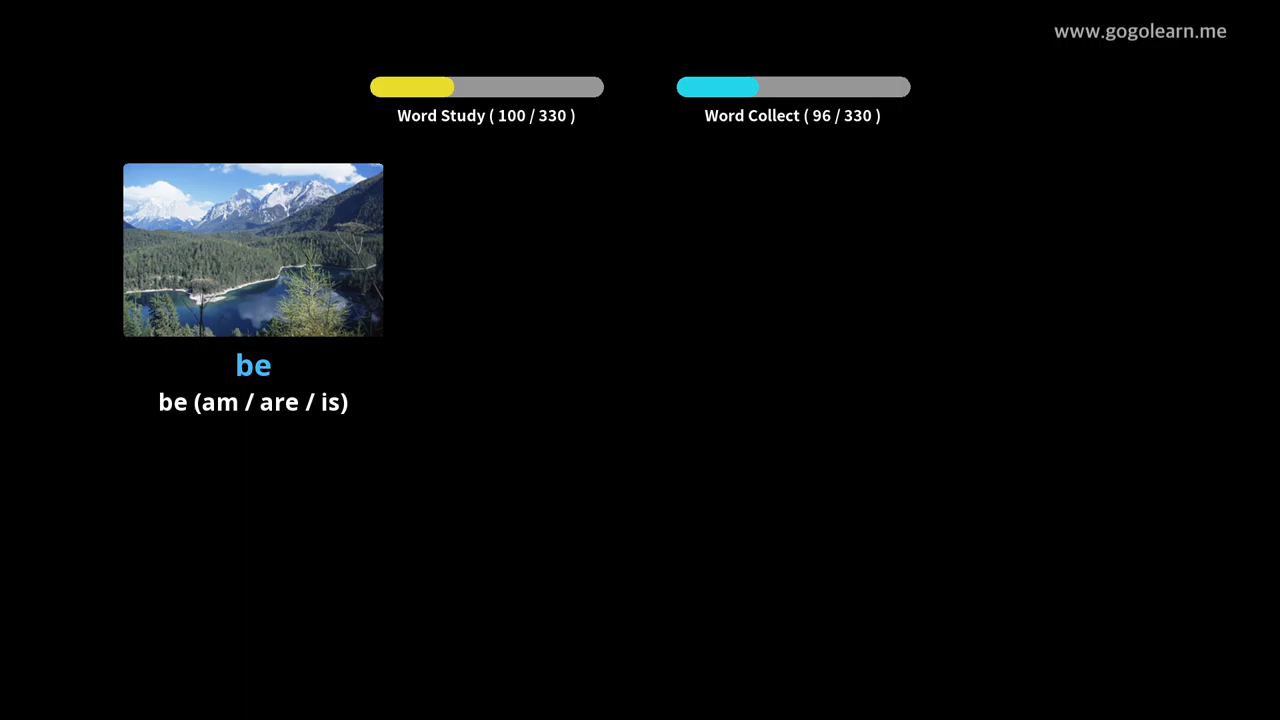 www.gogolearn.me
Word Study ( 100 / 330 )
Word Collect ( 96 / 330 )
be
be (am / are / is)